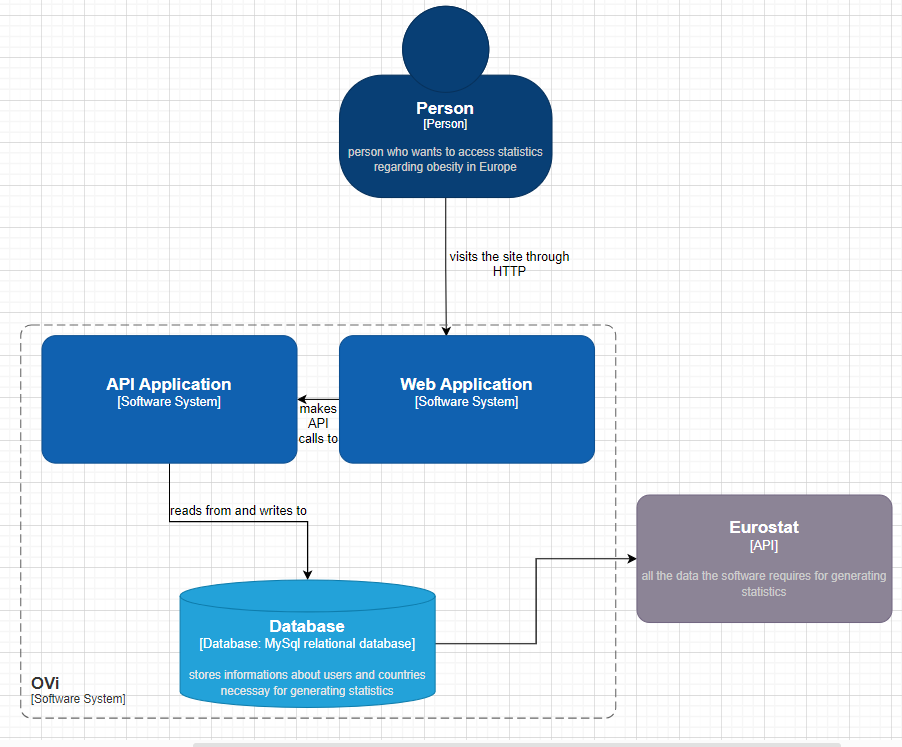 Person
[Person]
person who wants to access statistics
regarding obesity in Europe
visits the site through
HTTP
API Application
[Software System]
makes
API
calls to
Web Application
[Software System]
reads from and writes to
Eurostat
[API]
all the data the software requires for generating
statistics
Database
[Database: MySql relational database]
stores informations about users and countries
necessay for generating statistics
OVi
[Software System]